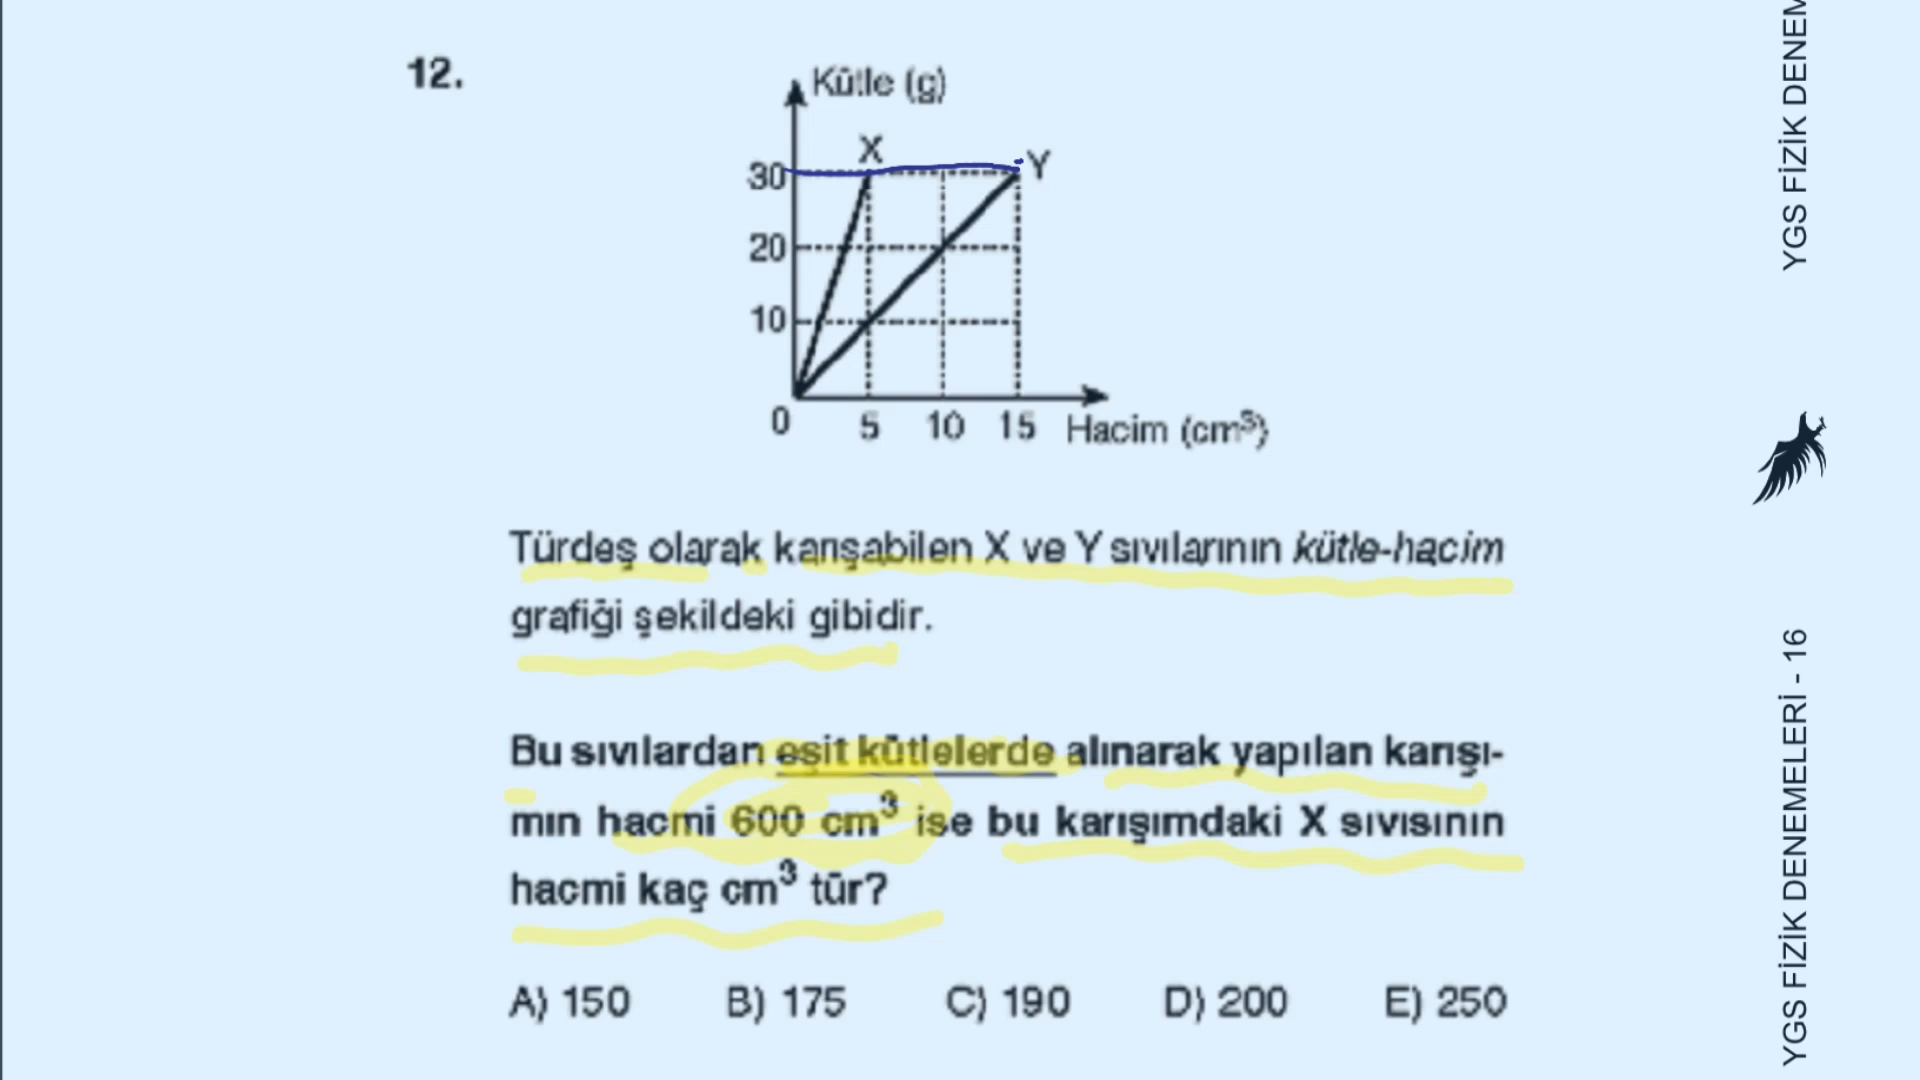 12.
Kütle (g)
X
Y
30
20
10
0
5
10
15
Hacim (cm³)
Türdeş olarak karışabilen X ve Y sıvılarının kütle-hacim
grafiği şekildeki gibidir.
Bu sıvılardan eşit kütlelerde alınarak yapılan karışı-
mın hacmi 600 cm³ ise bu karışımdaki X sıvısının
hacmi kaç cm³ tür?
A) 150 B) 175 C) 190 D) 200 E) 250
YGS FİZİK DENEM
YGS FİZİK DENEMELERİ - 16